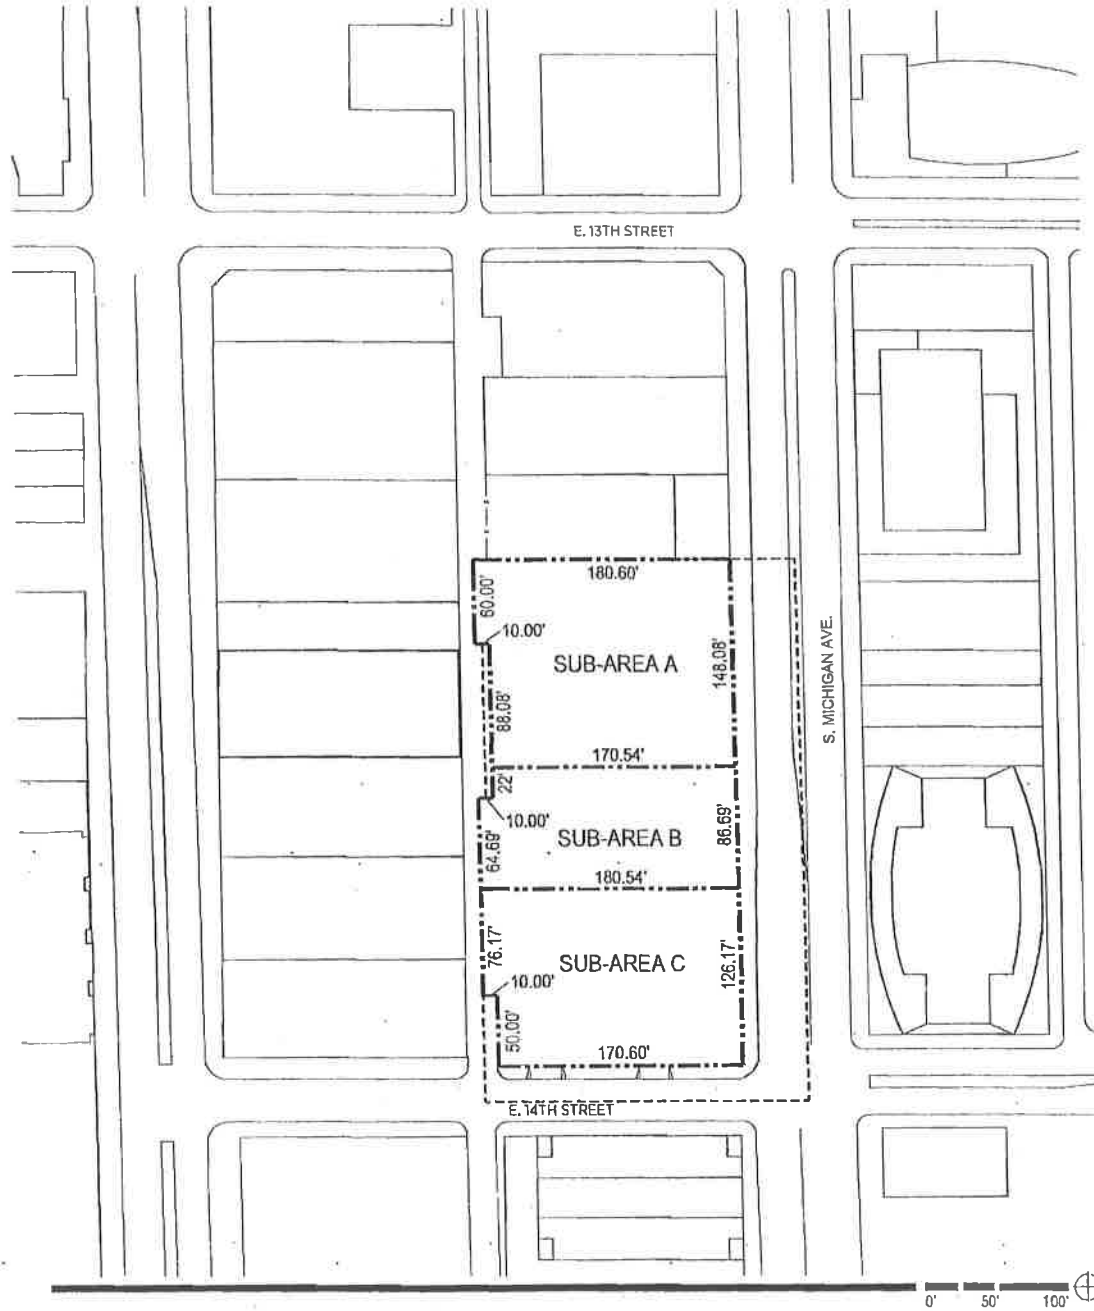 E. 13TH STREET
180.60'
60.00'
10.00'
SUB-AREA A
148.08'
S. MICHIGAN AVE.
88.08'
170.54'
22'
10.00'
SUB-AREA B
86.69'
64.69'
180.54'
76.17'
SUB-AREA C
126.17'
10.00'
50.00'
170.60'
E. 14TH STREET
0' 50' 100'